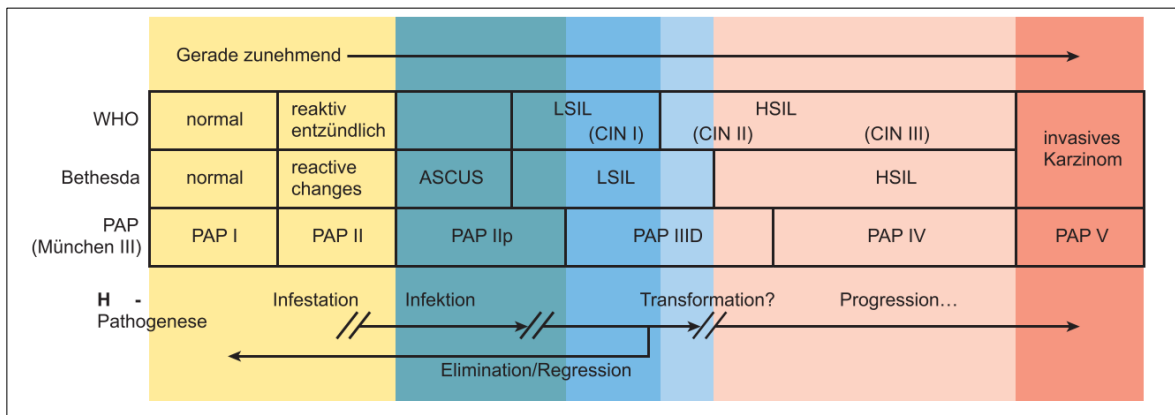 Gerade zunehmend
WHO
normal
reaktiv
entzündlich
LSIL
(CIN I)
HSIL
(CIN II)
(CIN III)
invasives
Karzinom
Bethesda
normal
reactive
changes
ASCUS
LSIL
HSIL
PAP
(München III)
PAP I
PAP II
PAP IIp
PAP IIID
PAP IV
PAP V
H -
Pathogenese
Infestation
Infektion
Transformation?
Progression…
Elimination/Regression